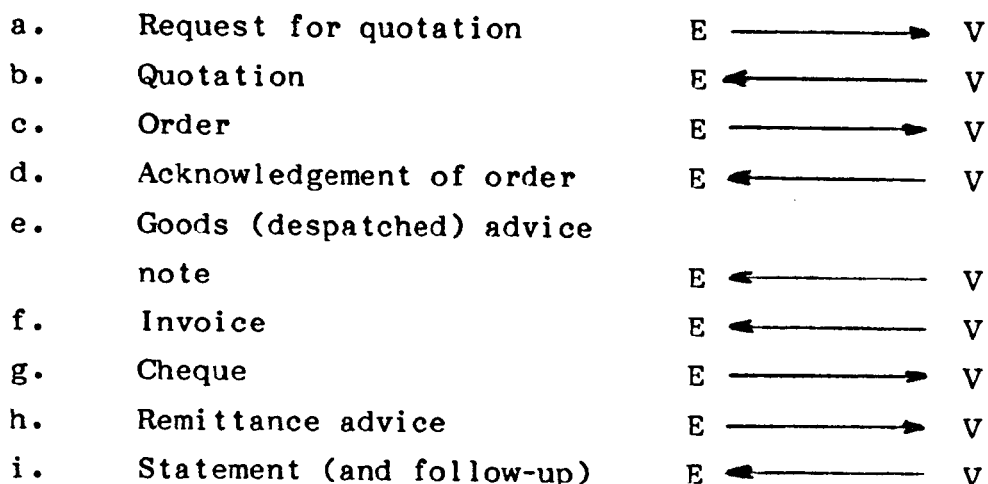 a. Request for quotation E ⟶ V
b. Quotation E ⟵ V
c. Order E ⟶ V
d. Acknowledgement of order E ⟵ V
e. Goods (despatched) advice
note E ⟵ V
f. Invoice E ⟵ V
g. Cheque E ⟶ V
h. Remittance advice E ⟶ V
i. Statement (and follow-up) E ⟵ V